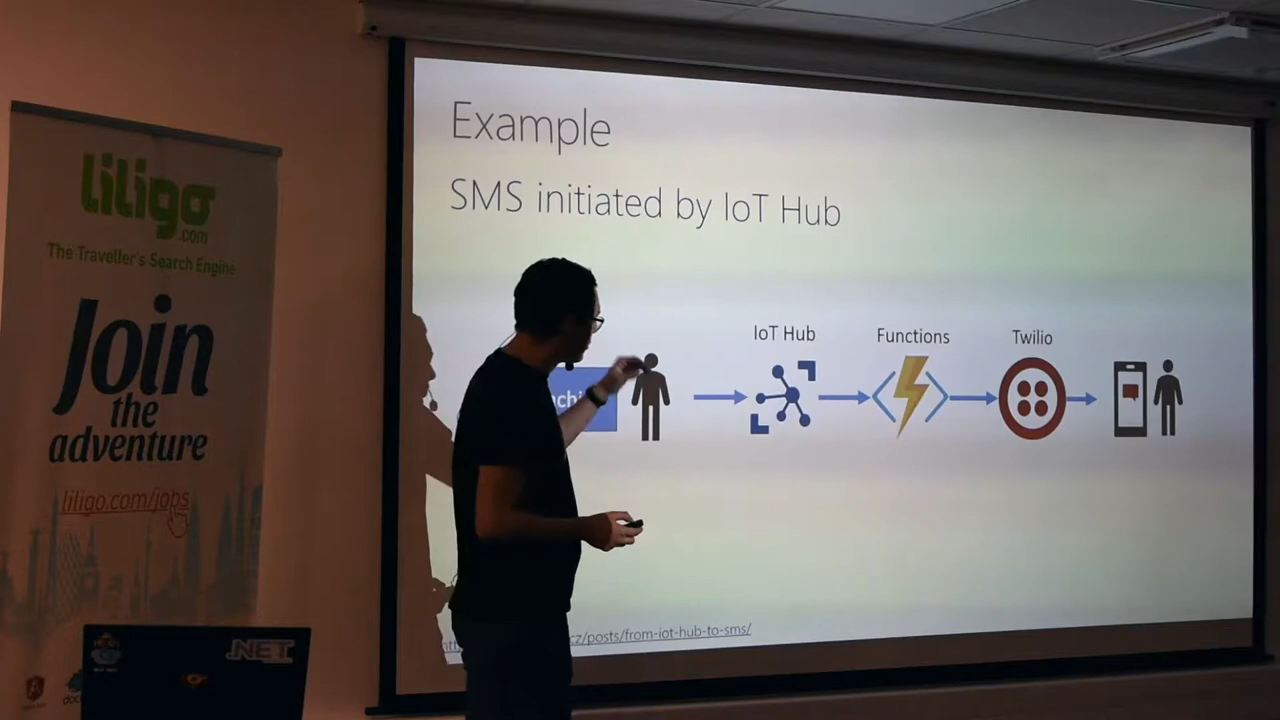 Example
SMS initiated by IoT Hub
IoT Hub
Functions
Twilio
cz/posts/from-iot-hub-to-sms/
liligo
.com
The Traveller's Search Engine
Join
the
adventure
liligo.com/jobs
.NET